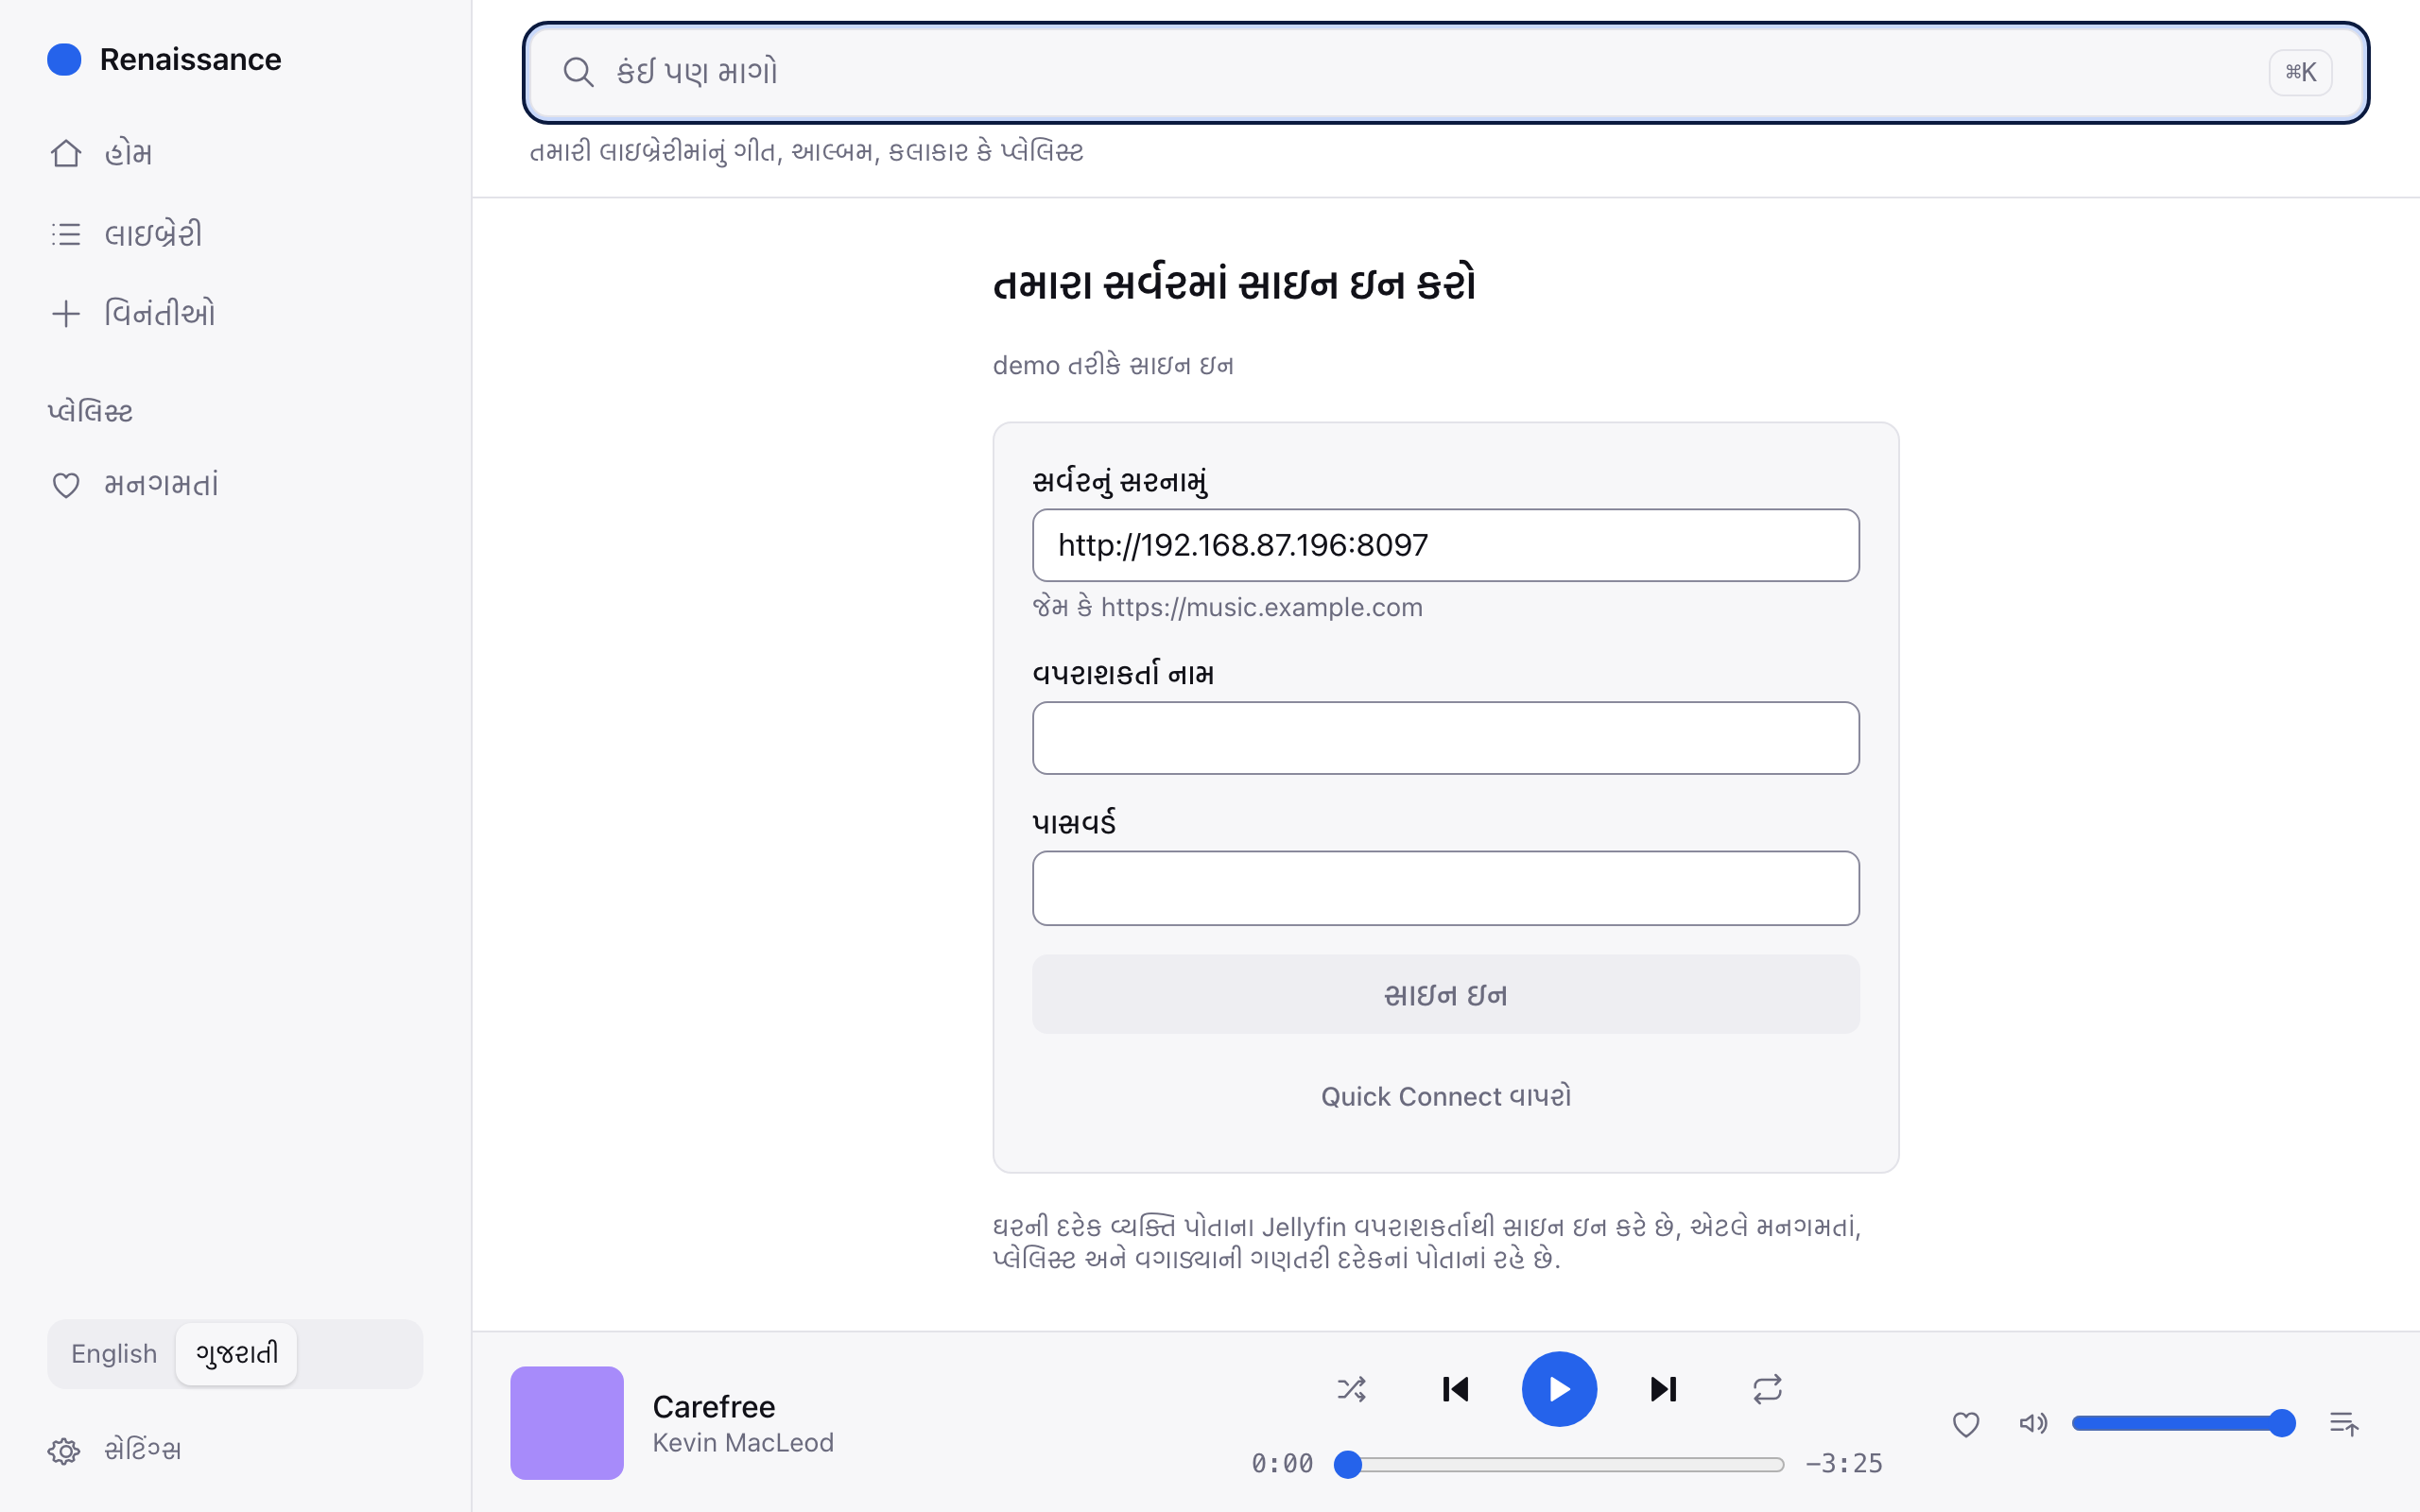 Renaissance
હોમ
લાઇબ્રેરી
વિનંતીઓ
પ્લેલિસ્ટ
મનગમતાં
English ગુજરાતી
સેટિંગ્સ
કંઈ પણ માગો
⌘K
તમારી લાઇબ્રેરીમાંનું ગીત, આલ્બમ, કલાકાર કે પ્લેલિસ્ટ
તમારા સર્વરમાં સાઇન ઇન કરો
demo તરીકે સાઇન ઇન
સર્વરનું સરનામું
http://192.168.87.196:8097
જેમ કે https://music.example.com
વપરાશકર્તા નામ
પાસવર્ડ
સાઇન ઇન
Quick Connect વાપરો
ઘરની દરેક વ્યક્તિ પોતાના Jellyfin વપરાશકર્તાથી સાઇન ઇન કરે છે, એટલે મનગમતાં,
પ્લેલિસ્ટ અને વગાડ્યાની ગણતરી દરેકનાં પોતાનાં રહે છે.
Carefree
Kevin MacLeod
0:00
−3:25